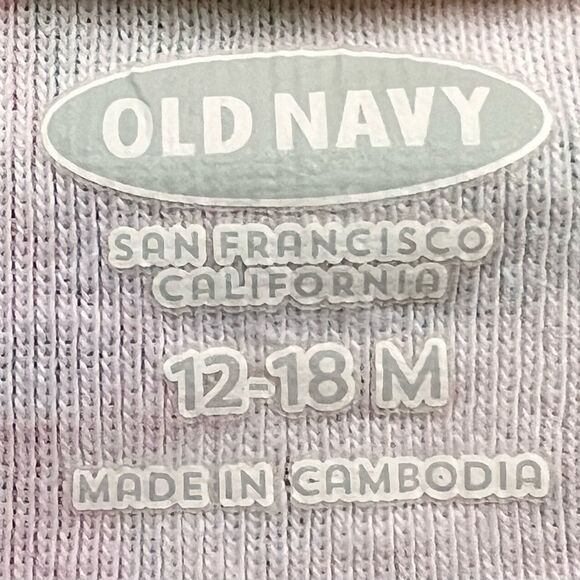 OLD NAVY
SAN FRANCISCO
CALIFORNIA
12-18 M
MADE IN CAMBODIA